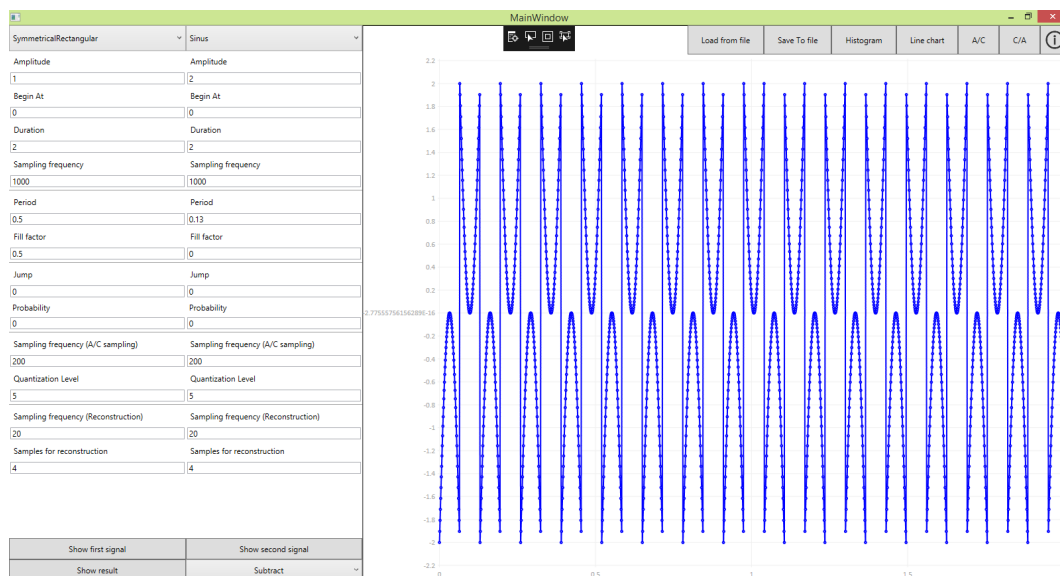 MainWindow
SymmetricalRectangular Sinus
Load from file Save To file Histogram Line chart A/C C/A
Amplitude Amplitude
1 2
Begin At Begin At
0 0
Duration Duration
2 2
Sampling frequency Sampling frequency
1000 1000
Period Period
0.5 0.13
Fill factor Fill factor
0.5 0
Jump Jump
0 0
Probability Probability
0 0
Sampling frequency (A/C sampling) Sampling frequency (A/C sampling)
200 200
Quantization Level Quantization Level
5 5
Sampling frequency (Reconstruction) Sampling frequency (Reconstruction)
20 20
Samples for reconstruction Samples for reconstruction
4 4
Show first signal Show second signal
Show result Subtract
2.2
2
1.8
1.6
1.4
1.2
1
0.8
0.6
0.4
0.2
-2.77555756156289E-16
-0.2
-0.4
-0.6
-0.8
-1
-1.2
-1.4
-1.6
-1.8
-2
-2.2
0 0.5 1 1.5